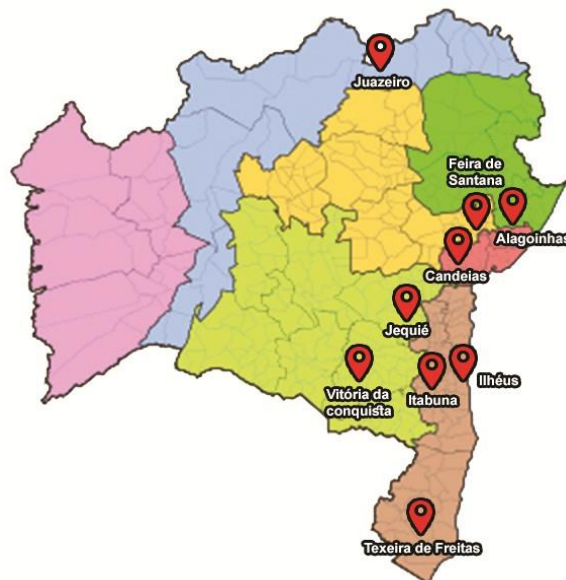 Juazeiro
Feira de
Santana
Alagoinhas
Candeias
Jequié
Vitória da
conquista
Itabuna
Ilhéus
Texeira de Freitas